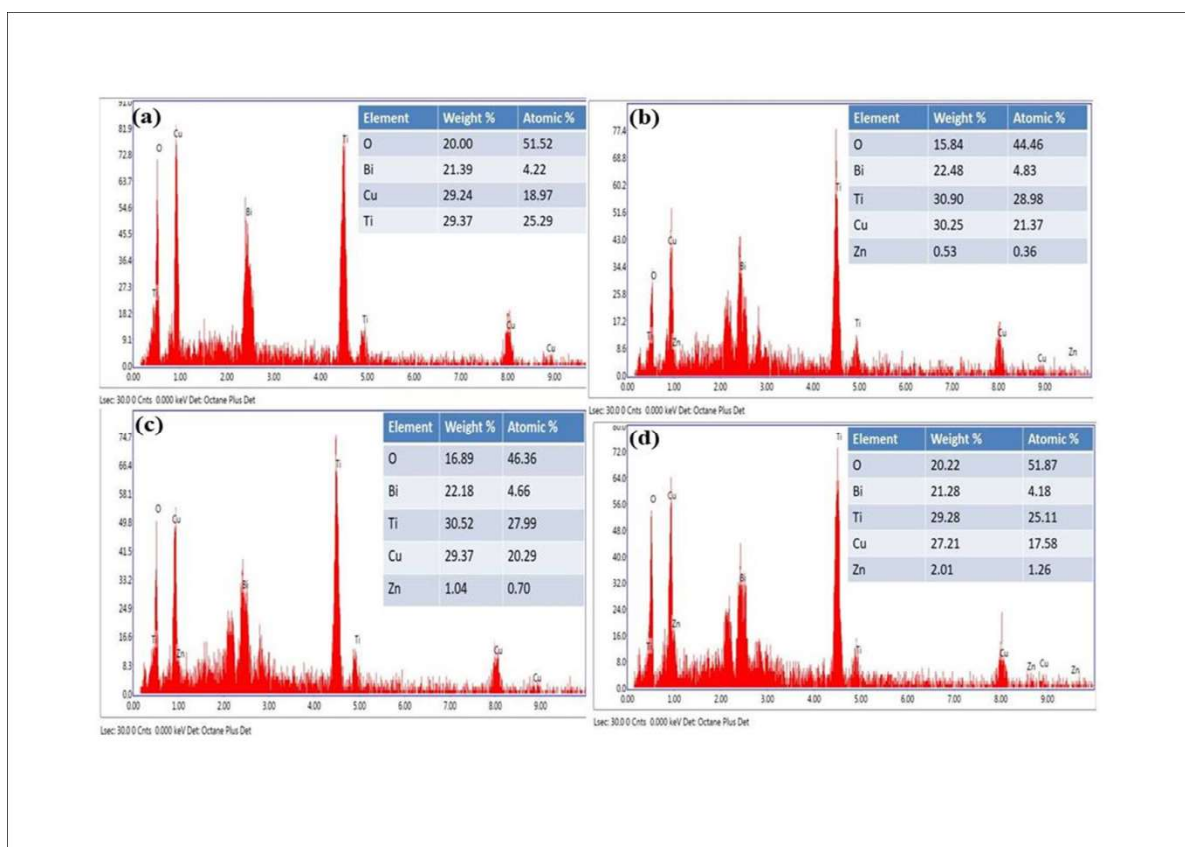 (a)
Element Weight % Atomic %
O 20.00 51.52
Bi 21.39 4.22
Cu 29.24 18.97
Ti 29.37 25.29
81.9
72.8
63.7
54.6
45.5
36.4
27.3
18.2
9.1
0.0
O
Cu
Ti
Bi
Ti
Ti
Cu
Cu
0.00 1.00 2.00 3.00 4.00 5.00 6.00 7.00 8.00 9.00
Lsec: 30.0 0 Cnts 0.000 keV Det: Octane Plus Det
(b)
Element Weight % Atomic %
O 15.84 44.46
Bi 22.48 4.83
Ti 30.90 28.98
Cu 30.25 21.37
Zn 0.53 0.36
77.4
68.8
60.2
51.6
43.0
34.4
25.8
17.2
8.6
0.0
O
Cu
Ti
Zn
Bi
Ti
Ti
Cu
Cu
Zn
0.00 1.00 2.00 3.00 4.00 5.00 6.00 7.00 8.00 9.00
Lsec: 30.0 0 Cnts 0.000 keV Det: Octane Plus Det
(c)
Element Weight % Atomic %
O 16.89 46.36
Bi 22.18 4.66
Ti 30.52 27.99
Cu 29.37 20.29
Zn 1.04 0.70
74.7
66.4
58.1
49.8
41.5
33.2
24.9
16.6
8.3
0.0
O
Cu
Ti
Zn
Bi
Ti
Ti
Cu
Cu
0.00 1.00 2.00 3.00 4.00 5.00 6.00 7.00 8.00 9.00
Lsec: 30.0 0 Cnts 0.000 keV Det: Octane Plus Det
(d)
Element Weight % Atomic %
O 20.22 51.87
Bi 21.28 4.18
Ti 29.28 25.11
Cu 27.21 17.58
Zn 2.01 1.26
80.0
72.0
64.0
56.0
48.0
40.0
32.0
24.0
16.0
8.0
0.0
O
Cu
Ti
Zn
Bi
Ti
Ti
Cu
Zn
Cu
Zn
0.00 1.00 2.00 3.00 4.00 5.00 6.00 7.00 8.00 9.00
Lsec: 30.0 0 Cnts 0.000 keV Det: Octane Plus Det